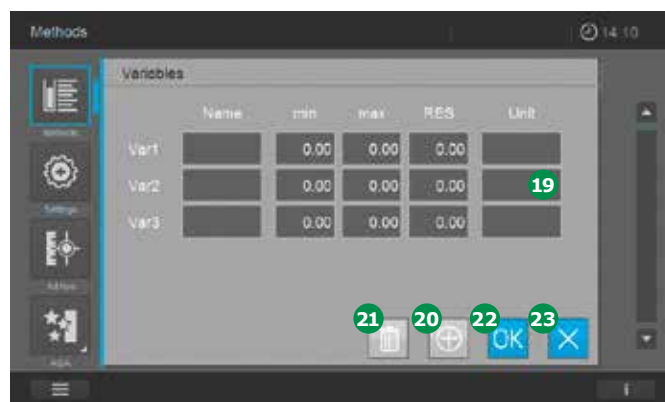 Methods 14:10
Variables
Name min max RES Unit
Var1 0.00 0.00 0.00
Var2 0.00 0.00 0.00 19
Var3 0.00 0.00 0.00
Methods
Settings
21 20 22 23
OK
i